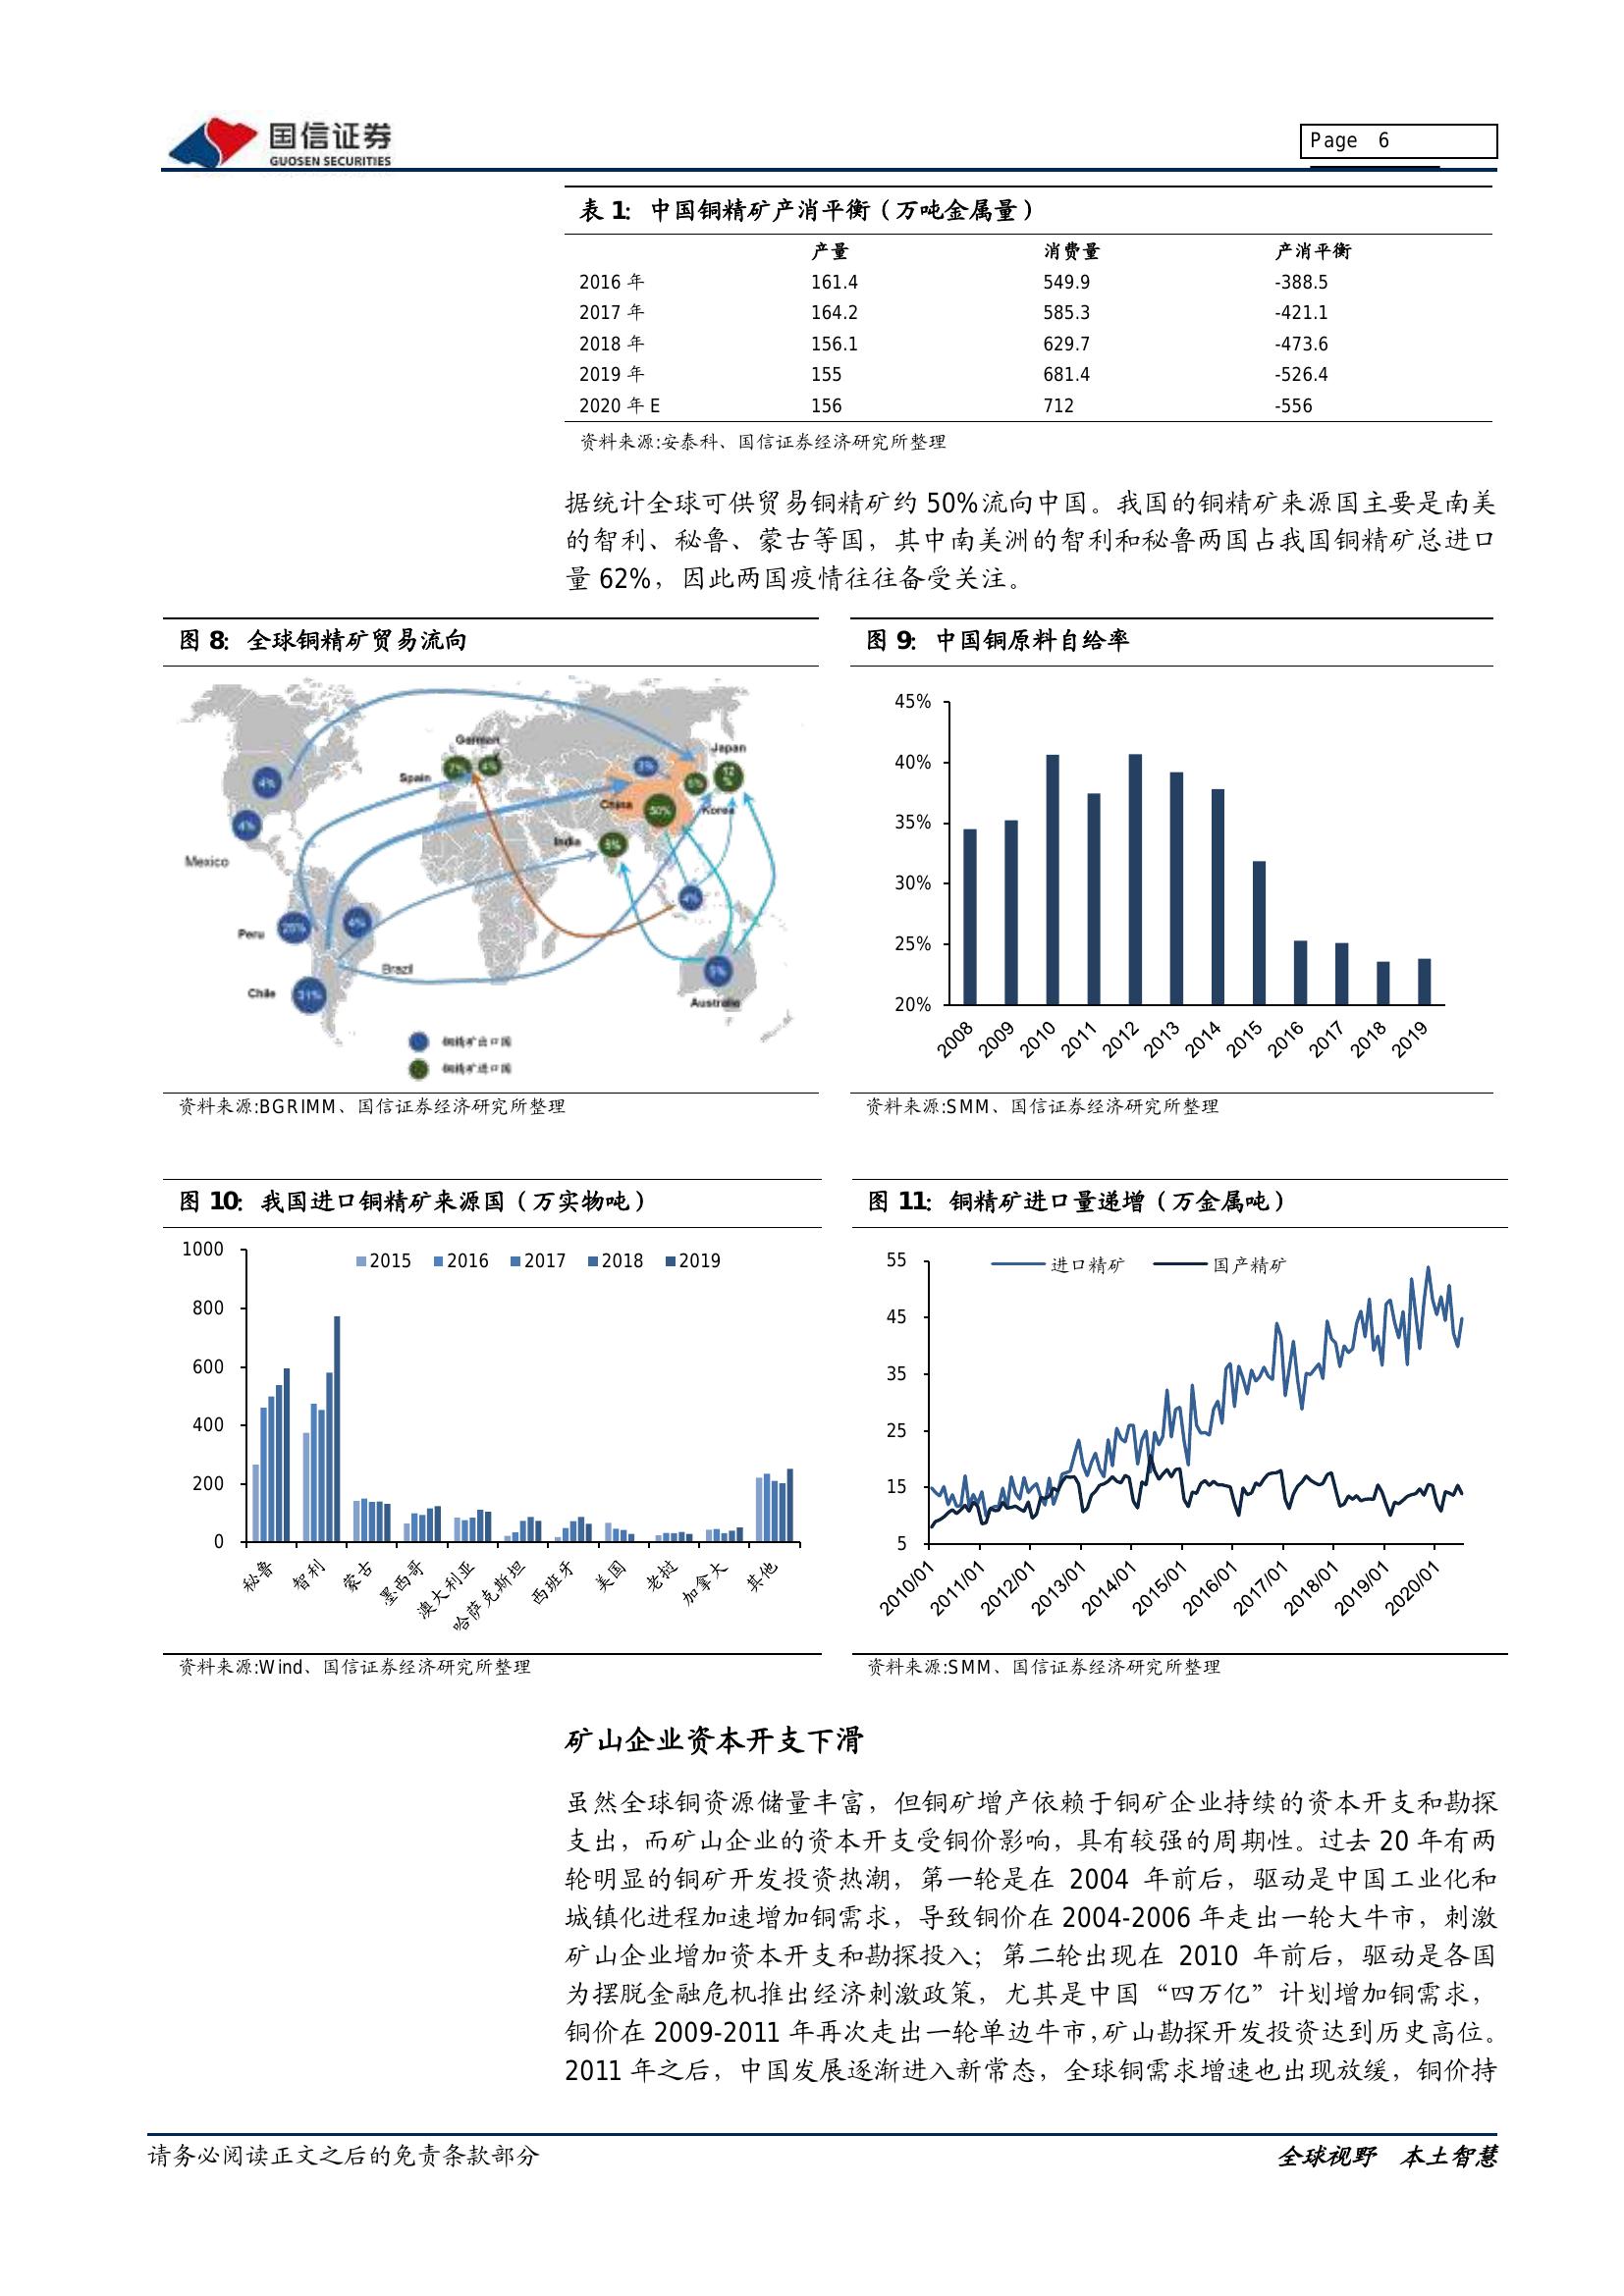 国信证券
GUOSEN SECURITIES
Page 6
表 1: 中国铜精矿产消平衡（万吨金属量）
产量 消费量 产消平衡
2016 年 161.4 549.9 -388.5
2017 年 164.2 585.3 -421.1
2018 年 156.1 629.7 -473.6
2019 年 155 681.4 -526.4
2020 年 E 156 712 -556
资料来源:安泰科、国信证券经济研究所整理
据统计全球可供贸易铜精矿约 50%流向中国。我国的铜精矿来源国主要是南美
的智利、秘鲁、蒙古等国，其中南美洲的智利和秘鲁两国占我国铜精矿总进口
量 62%，因此两国疫情往往备受关注。
图 8: 全球铜精矿贸易流向
German
Japan
Spain
7%
4%
3%
12%
6%
4%
China
50%
Korea
4%
India
Mexico
4%
Peru
Brazil
Chile
31%
Australia
铜精矿出口国
铜精矿进口国
资料来源:BGRIMM、国信证券经济研究所整理
图 9: 中国铜原料自给率
45%
40%
35%
30%
25%
20%
2008 2009 2010 2011 2012 2013 2014 2015 2016 2017 2018 2019
资料来源:SMM、国信证券经济研究所整理
图 10: 我国进口铜精矿来源国（万实物吨）
2015 2016 2017 2018 2019
1000
800
600
400
200
0
秘鲁 智利 蒙古 墨西哥 澳大利亚 哈萨克斯坦 西班牙 美国 老挝 加拿大 其他
资料来源:Wind、国信证券经济研究所整理
图 11: 铜精矿进口量递增（万金属吨）
进口精矿 国产精矿
55
45
35
25
15
5
2010/01 2011/01 2012/01 2013/01 2014/01 2015/01 2016/01 2017/01 2018/01 2019/01 2020/01
资料来源:SMM、国信证券经济研究所整理
矿山企业资本开支下滑
虽然全球铜资源储量丰富，但铜矿增产依赖于铜矿企业持续的资本开支和勘探
支出，而矿山企业的资本开支受铜价影响，具有较强的周期性。过去 20 年有两
轮明显的铜矿开发投资热潮，第一轮是在 2004 年前后，驱动是中国工业化和
城镇化进程加速增加铜需求，导致铜价在 2004-2006 年走出一轮大牛市，刺激
矿山企业增加资本开支和勘探投入；第二轮出现在 2010 年前后，驱动是各国
为摆脱金融危机推出经济刺激政策，尤其是中国“四万亿”计划增加铜需求，
铜价在 2009-2011 年再次走出一轮单边牛市，矿山勘探开发投资达到历史高位。
2011 年之后，中国发展逐渐进入新常态，全球铜需求增速也出现放缓，铜价持
请务必阅读正文之后的免责条款部分
全球视野 本土智慧